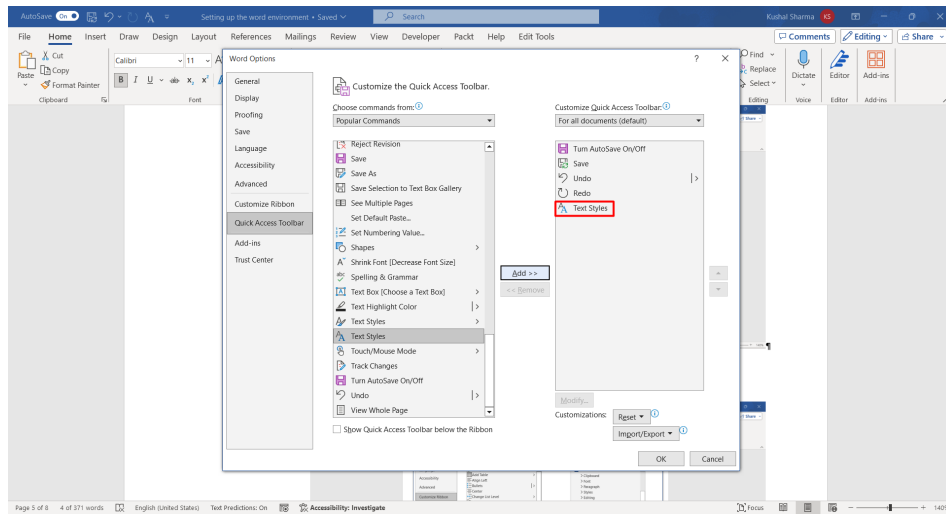 AutoSave On Setting up the word environment • Saved Search Kushal Sharma KS
File Home Insert Draw Design Layout References Mailings Review View Developer Packt Help Edit Tools Comments Editing Share
Paste
Cut
Copy
Format Painter
Clipboard
Calibri 11 A
B I U ab x₂ x²
Font
Find
Replace
Select
Editing
Dictate
Voice
Editor
Editor
Add-ins
Add-ins
Word Options ? ×
General
Display
Proofing
Save
Language
Accessibility
Advanced
Customize Ribbon
Quick Access Toolbar
Add-ins
Trust Center
Customize the Quick Access Toolbar.
Choose commands from:
Popular Commands
Reject Revision
Save
Save As
Save Selection to Text Box Gallery
See Multiple Pages
Set Default Paste...
Set Numbering Value...
Shapes
Shrink Font [Decrease Font Size]
Spelling & Grammar
Text Box [Choose a Text Box]
Text Highlight Color
Text Styles
Text Styles
Touch/Mouse Mode
Track Changes
Turn AutoSave On/Off
Undo
View Whole Page
Show Quick Access Toolbar below the Ribbon
Add >>
<< Remove
Customize Quick Access Toolbar:
For all documents (default)
Turn AutoSave On/Off
Save
Undo
Redo
Text Styles
Modify...
Customizations: Reset
Import/Export
OK Cancel
Page 5 of 8 4 of 371 words English (United States) Text Predictions: On Accessibility: Investigate Focus 140